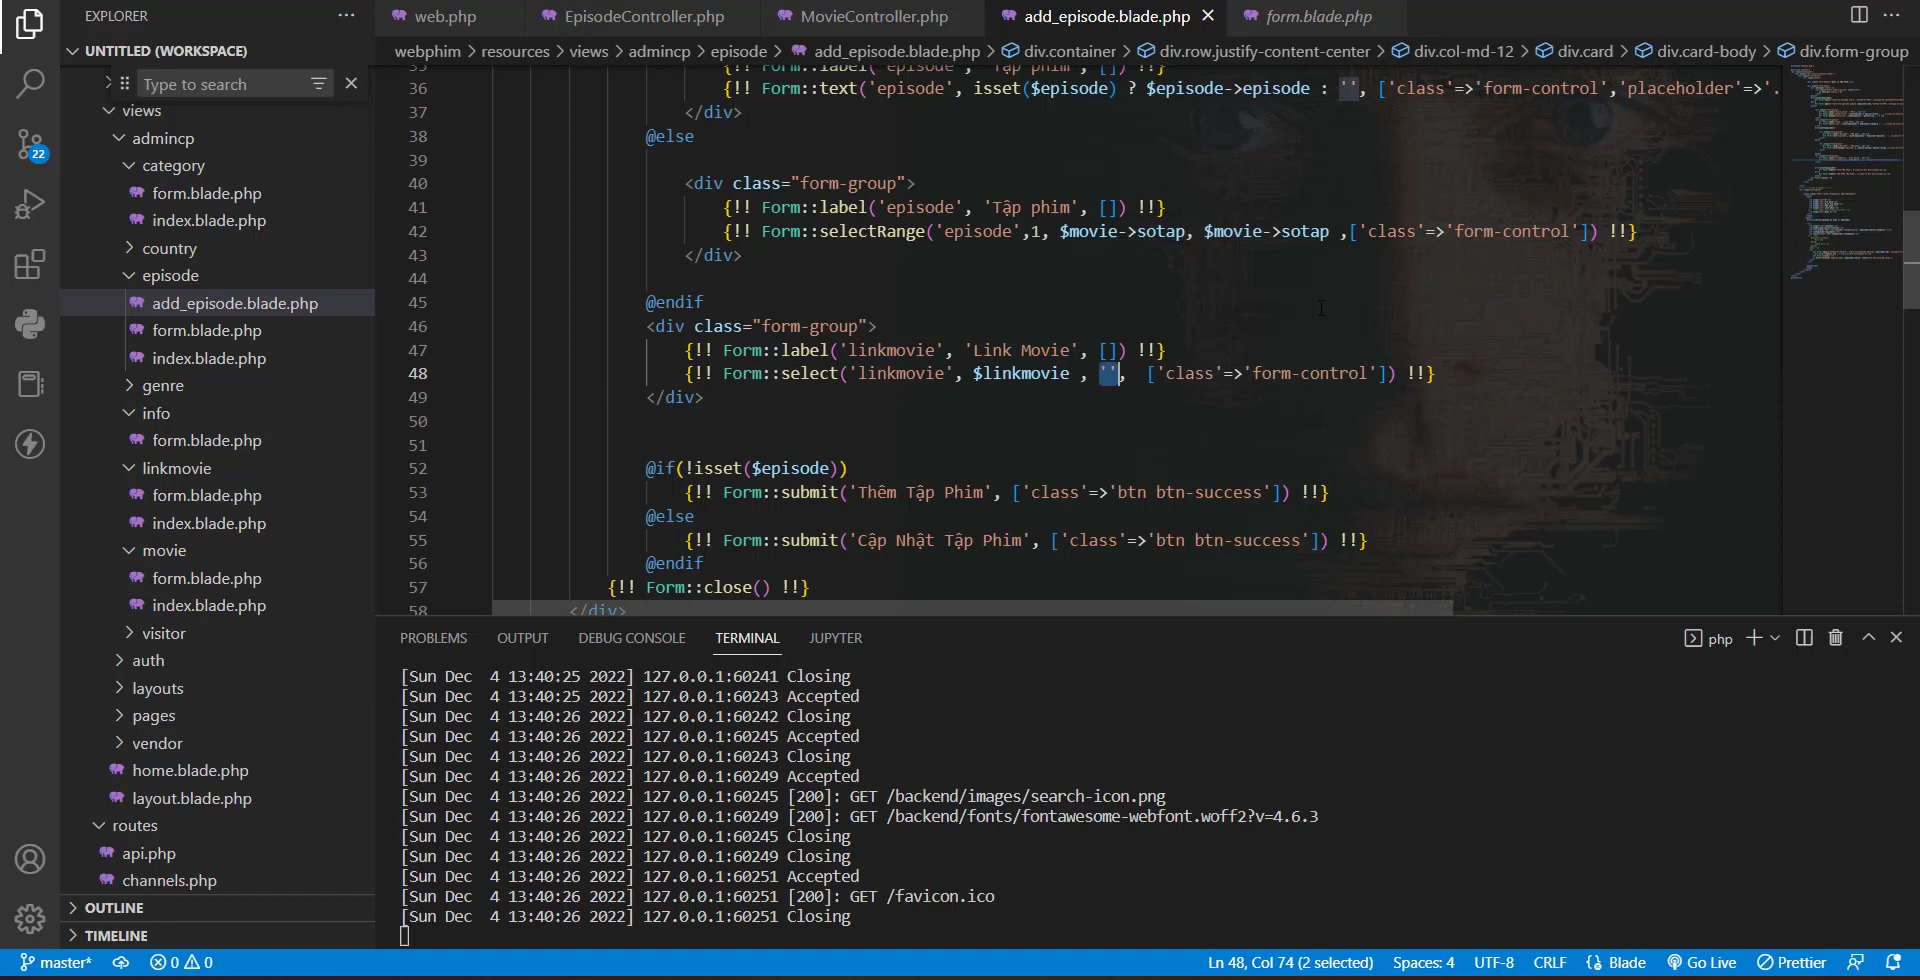 EXPLORER
web.php
EpisodeController.php
MovieController.php
add_episode.blade.php
form.blade.php
UNTITLED (WORKSPACE)
webphim > resources > views > admincp > episode > add_episode.blade.php > div.container > div.row.justify-content-center > div.col-md-12 > div.card > div.card-body > div.form-group
Type to search
views
admincp
category
form.blade.php
index.blade.php
country
episode
add_episode.blade.php
form.blade.php
index.blade.php
genre
info
form.blade.php
linkmovie
form.blade.php
index.blade.php
movie
form.blade.php
index.blade.php
visitor
auth
layouts
pages
vendor
home.blade.php
layout.blade.php
routes
api.php
channels.php
OUTLINE
TIMELINE
22
35 {!! Form::label('episode', 'Tập phim', []) !!}
36 {!! Form::text('episode', isset($episode) ? $episode->episode : '', ['class'=>'form-control','placeholder'=>'.
37 </div>
38 @else
39
40 <div class="form-group">
41 {!! Form::label('episode', 'Tập phim', []) !!}
42 {!! Form::selectRange('episode',1, $movie->sotap, $movie->sotap ,['class'=>'form-control']) !!}
43 </div>
44
45 @endif
46 <div class="form-group">
47 {!! Form::label('linkmovie', 'Link Movie', []) !!}
48 {!! Form::select('linkmovie', $linkmovie , '', ['class'=>'form-control']) !!}
49 </div>
50
51
52 @if(!isset($episode))
53 {!! Form::submit('Thêm Tập Phim', ['class'=>'btn btn-success']) !!}
54 @else
55 {!! Form::submit('Cập Nhật Tập Phim', ['class'=>'btn btn-success']) !!}
56 @endif
57 {!! Form::close() !!}
58 </div>
PROBLEMS OUTPUT DEBUG CONSOLE TERMINAL JUPYTER
php
[Sun Dec  4 13:40:25 2022] 127.0.0.1:60241 Closing
[Sun Dec  4 13:40:25 2022] 127.0.0.1:60243 Accepted
[Sun Dec  4 13:40:26 2022] 127.0.0.1:60242 Closing
[Sun Dec  4 13:40:26 2022] 127.0.0.1:60245 Accepted
[Sun Dec  4 13:40:26 2022] 127.0.0.1:60243 Closing
[Sun Dec  4 13:40:26 2022] 127.0.0.1:60249 Accepted
[Sun Dec  4 13:40:26 2022] 127.0.0.1:60245 [200]: GET /backend/images/search-icon.png
[Sun Dec  4 13:40:26 2022] 127.0.0.1:60249 [200]: GET /backend/fonts/fontawesome-webfont.woff2?v=4.6.3
[Sun Dec  4 13:40:26 2022] 127.0.0.1:60245 Closing
[Sun Dec  4 13:40:26 2022] 127.0.0.1:60249 Closing
[Sun Dec  4 13:40:26 2022] 127.0.0.1:60251 Accepted
[Sun Dec  4 13:40:26 2022] 127.0.0.1:60251 [200]: GET /favicon.ico
[Sun Dec  4 13:40:26 2022] 127.0.0.1:60251 Closing
master* 0 0 Ln 48, Col 74 (2 selected) Spaces: 4 UTF-8 CRLF Blade Go Live Prettier